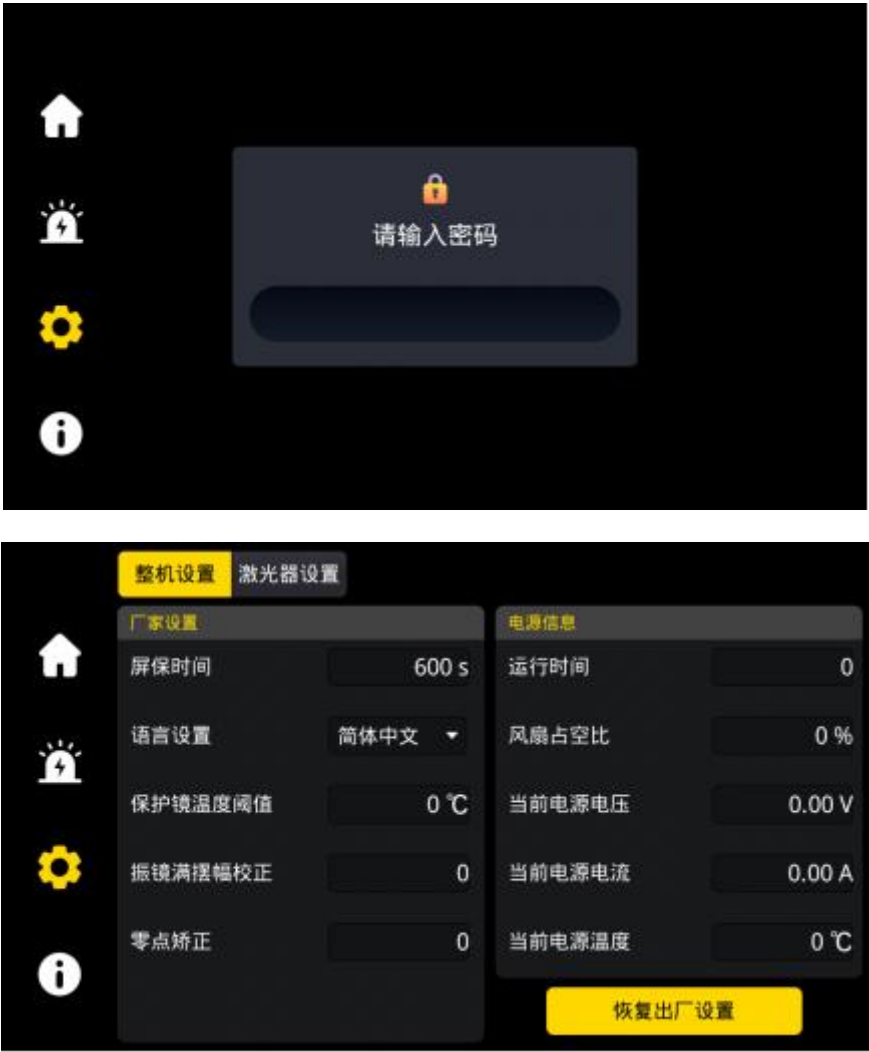 请输入密码
整机设置 激光器设置
厂家设置
屏保时间 600 s
语言设置 简体中文
保护镜温度阈值 0 ℃
振镜满摆幅校正 0
零点矫正 0
电源信息
运行时间 0
风扇占空比 0 %
当前电源电压 0.00 V
当前电源电流 0.00 A
当前电源温度 0 ℃
恢复出厂设置